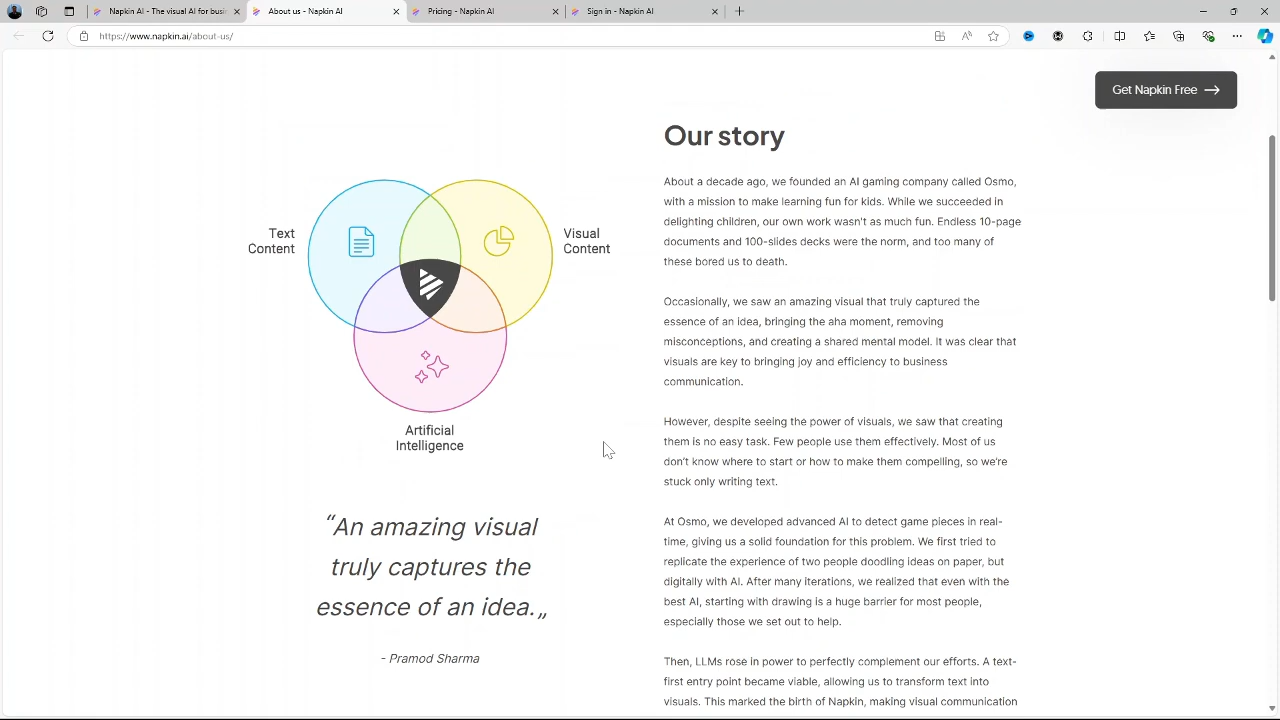 Napkin AI - The visual AI for busi
About us - Napkin AI
Pricing - Napkin AI
Sign in - Napkin AI
https://www.napkin.ai/about-us/
Get Napkin Free
Text
Content
Visual
Content
Artificial
Intelligence
“An amazing visual
truly captures the
essence of an idea.„
- Pramod Sharma
Our story
About a decade ago, we founded an AI gaming company called Osmo,
with a mission to make learning fun for kids. While we succeeded in
delighting children, our own work wasn't as much fun. Endless 10-page
documents and 100-slides decks were the norm, and too many of
these bored us to death.
Occasionally, we saw an amazing visual that truly captured the
essence of an idea, bringing the aha moment, removing
misconceptions, and creating a shared mental model. It was clear that
visuals are key to bringing joy and efficiency to business
communication.
However, despite seeing the power of visuals, we saw that creating
them is no easy task. Few people use them effectively. Most of us
don’t know where to start or how to make them compelling, so we’re
stuck only writing text.
At Osmo, we developed advanced AI to detect game pieces in real-
time, giving us a solid foundation for this problem. We first tried to
replicate the experience of two people doodling ideas on paper, but
digitally with AI. After many iterations, we realized that even with the
best AI, starting with drawing is a huge barrier for most people,
especially those we set out to help.
Then, LLMs rose in power to perfectly complement our efforts. A text-
first entry point became viable, allowing us to transform text into
visuals. This marked the birth of Napkin, making visual communication